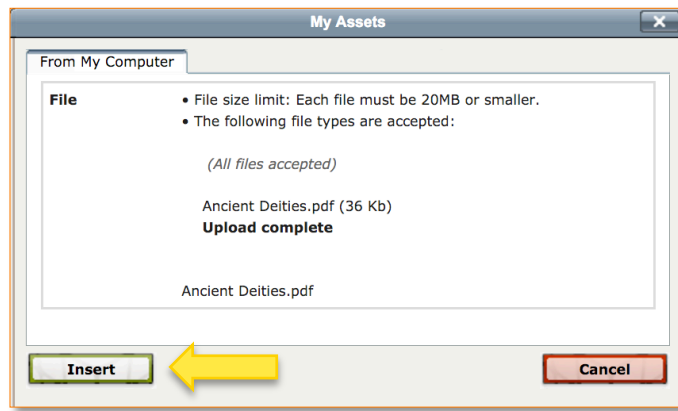 My Assets
X
From My Computer
File
• File size limit: Each file must be 20MB or smaller.
• The following file types are accepted:
(All files accepted)
Ancient Deities.pdf (36 Kb)
Upload complete
Ancient Deities.pdf
Insert
Cancel